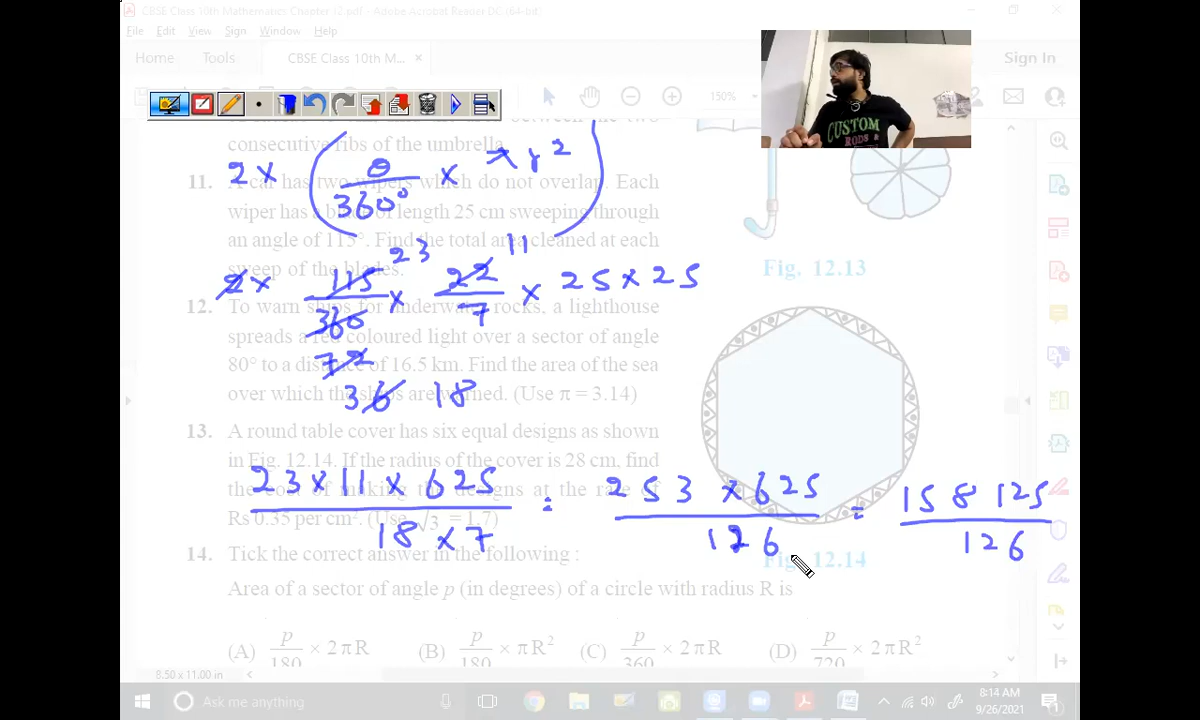 CBSE Class 10th Mathematics Chapter 12.pdf - Adobe Acrobat Reader DC (64-bit
File Edit View Sign Window Help
Home Tools CBSE Class 10th M... × Sign In
150%
CUSTOM
RODS &
between the two
consecutive ribs of the umbrella.
2 × ( θ/360° × πr² )
11. A car has two wipers which do not overlap. Each
wiper has a blade of length 25 cm sweeping through
an angle of 115°. Find the total area cleaned at each
sweep of the blades.
Fig. 12.13
23 11
2 × 115/360 × 22/7 × 25 × 25
72
36 18
12. To warn ships for underwater rocks, a lighthouse
spreads a red coloured light over a sector of angle
80° to a distance of 16.5 km. Find the area of the sea
over which the ships are warned. (Use π = 3.14)
13. A round table cover has six equal designs as shown
in Fig. 12.14. If the radius of the cover is 28 cm, find
the cost of making the designs at the rate of
Rs 0.35 per cm². (Use √3 = 1.7)
23 × 11 × 625 / 18 × 7 = 253 × 625 / 126 = 158125 / 126
Fig. 12.14
14. Tick the correct answer in the following :
Area of a sector of angle p (in degrees) of a circle with radius R is
(A) p/180 × 2πR (B) p/180 × πR² (C) p/360 × 2πR (D) p/720 × 2πR²
8.50 x 11.00 in
Ask me anything
8:14 AM
9/26/2021